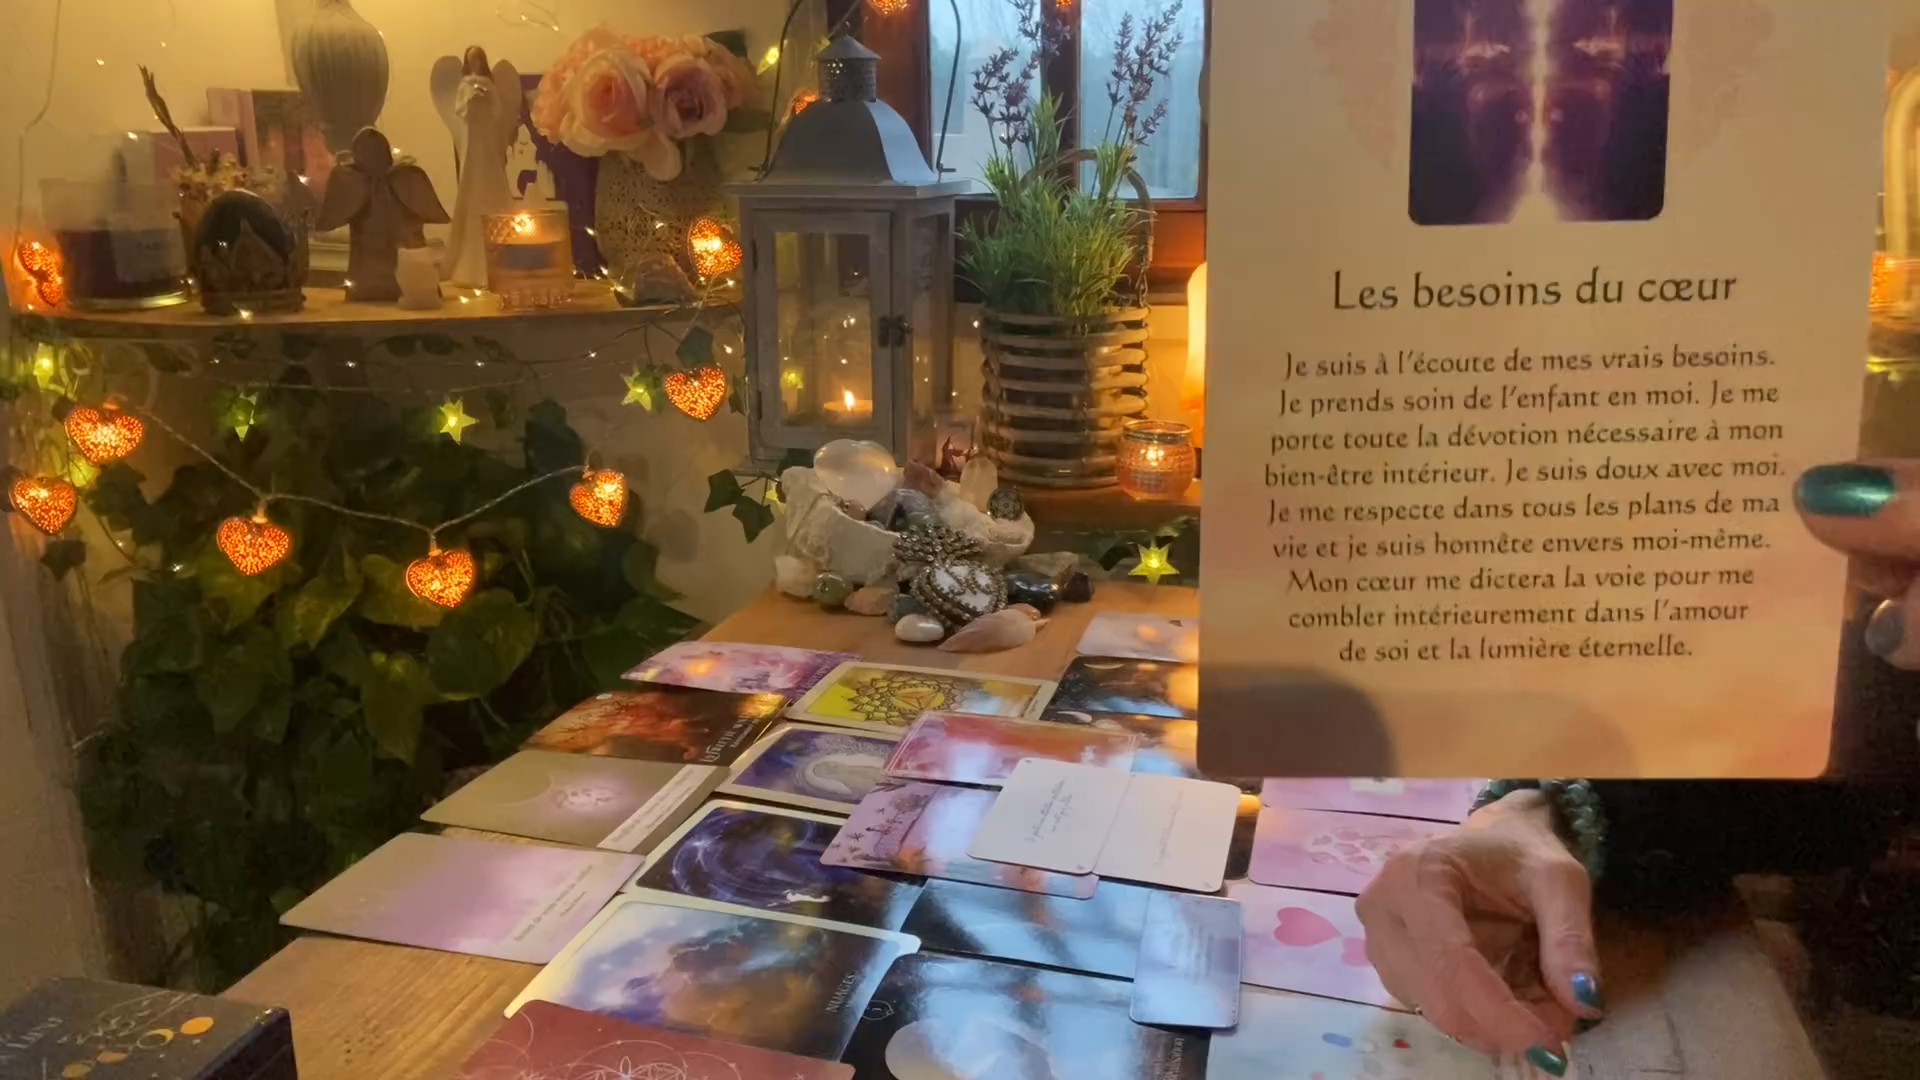 Les besoins du cœur
Je suis à l'écoute de mes vrais besoins.
Je prends soin de l'enfant en moi. Je me
porte toute la dévotion nécessaire à mon
bien-être intérieur. Je suis doux avec moi.
Je me respecte dans tous les plans de ma
vie et je suis honnête envers moi-même.
Mon cœur me dictera la voie pour me
combler intérieurement dans l'amour
de soi et la lumière éternelle.
NUAGES